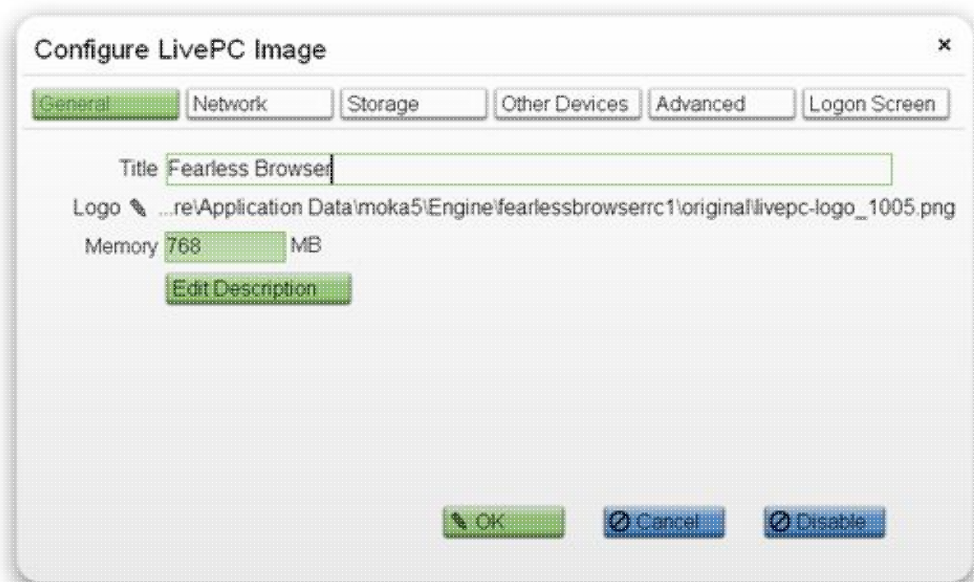 Configure LivePC Image ×
General Network Storage Other Devices Advanced Logon Screen
Title Fearless Browser
Logo ...re\Application Data\moka5\Engine\fearlessbrowserrc1\original\livepc-logo_1005.png
Memory 768 MB
Edit Description
OK Cancel Disable